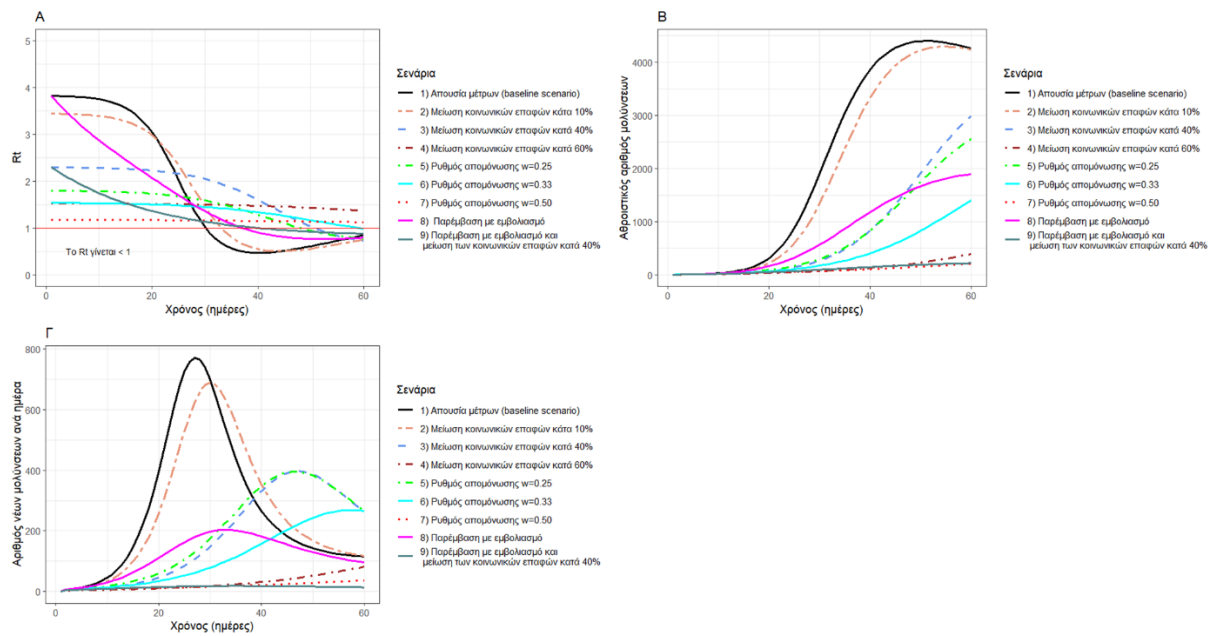 A
5
4
3
2
1
0
Rt
Το Rt γίνεται < 1
0
20
40
60
Χρόνος (ημέρες)
Σενάρια
1) Απουσία μέτρων (baseline scenario)
2) Μείωση κοινωνικών επαφών κάτα 10%
3) Μείωση κοινωνικών επαφών κατά 40%
4) Μείωση κοινωνικών επαφών κατά 60%
5) Ρυθμός απομόνωσης w=0.25
6) Ρυθμός απομόνωσης w=0.33
7) Ρυθμός απομόνωσης w=0.50
8) Παρέμβαση με εμβολιασμό
9) Παρέμβαση με εμβολιασμό και
μείωση των κοινωνικών επαφών κατά 40%
B
4000
3000
2000
1000
0
Αθροιστικός αριθμός μολύνσεων
0
20
40
60
Χρόνος (ημέρες)
Σενάρια
1) Απουσία μέτρων (baseline scenario)
2) Μείωση κοινωνικών επαφών κάτα 10%
3) Μείωση κοινωνικών επαφών κατά 40%
4) Μείωση κοινωνικών επαφών κατά 60%
5) Ρυθμός απομόνωσης w=0.25
6) Ρυθμός απομόνωσης w=0.33
7) Ρυθμός απομόνωσης w=0.50
8) Παρέμβαση με εμβολιασμό
9) Παρέμβαση με εμβολιασμό και
μείωση των κοινωνικών επαφών κατά 40%
Γ
800
600
400
200
0
Αριθμός νέων μολύνσεων ανά ημέρα
0
20
40
60
Χρόνος (ημέρες)
Σενάρια
1) Απουσία μέτρων (baseline scenario)
2) Μείωση κοινωνικών επαφών κάτα 10%
3) Μείωση κοινωνικών επαφών κατά 40%
4) Μείωση κοινωνικών επαφών κατά 60%
5) Ρυθμός απομόνωσης w=0.25
6) Ρυθμός απομόνωσης w=0.33
7) Ρυθμός απομόνωσης w=0.50
8) Παρέμβαση με εμβολιασμό
9) Παρέμβαση με εμβολιασμό και
μείωση των κοινωνικών επαφών κατά 40%